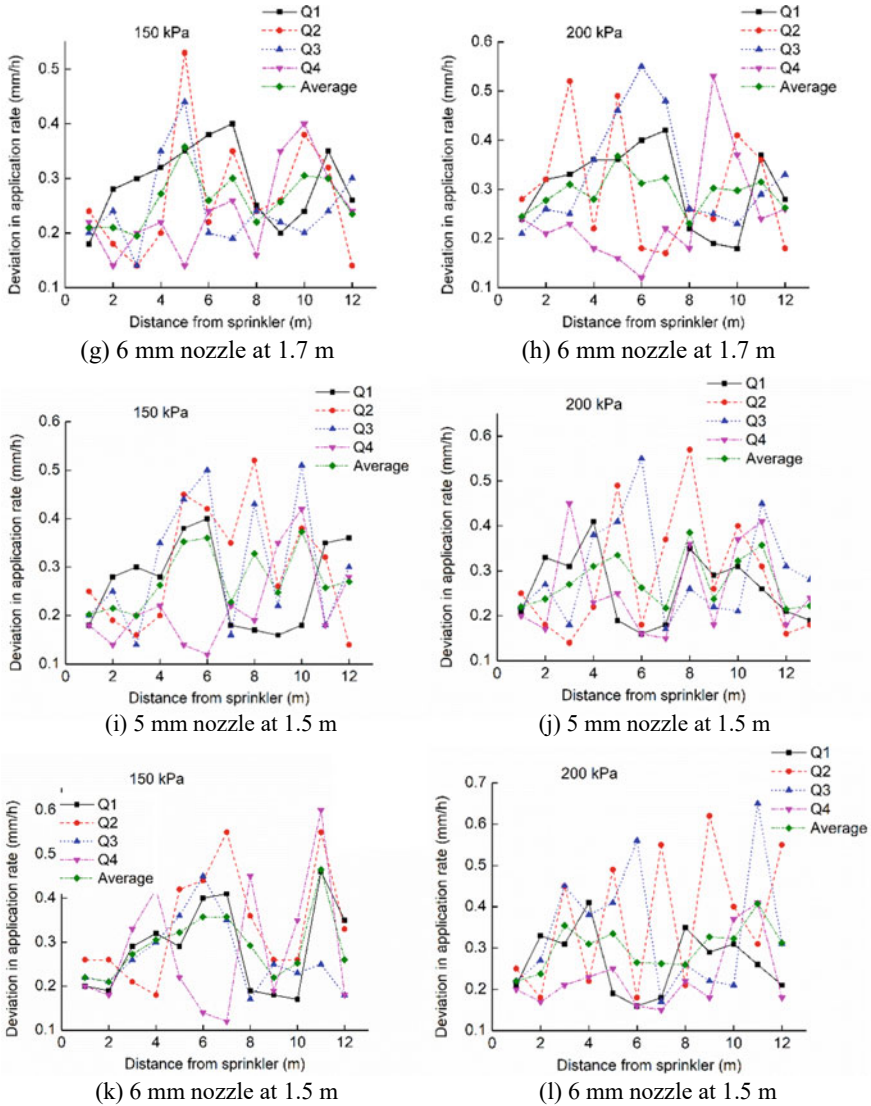 150 kPa
Q1
Q2
Q3
Q4
Average
Deviation in application rate (mm/h)
0.5
0.4
0.3
0.2
0.1
0 2 4 6 8 10 12
Distance from sprinkler (m)
(g) 6 mm nozzle at 1.7 m
200 kPa
Q1
Q2
Q3
Q4
Average
Deviation in application rate (mm/h)
0.6
0.5
0.4
0.3
0.2
0.1
0 2 4 6 8 10 12
Distance from sprinkler (m)
(h) 6 mm nozzle at 1.7 m
150 kPa
Q1
Q2
Q3
Q4
Average
Deviation in application rate (mm/h)
0.6
0.5
0.4
0.3
0.2
0.1
0 2 4 6 8 10 12
Distance from sprinkler (m)
(i) 5 mm nozzle at 1.5 m
200 kPa
Q1
Q2
Q3
Q4
Average
Deviation in application rate (mm/h)
0.6
0.5
0.4
0.3
0.2
0.1
0 2 4 6 8 10 12
Distance from sprinkler (m)
(j) 5 mm nozzle at 1.5 m
150 kPa
Q1
Q2
Q3
Q4
Average
Deviation in application rate (mm/h)
0.6
0.5
0.4
0.3
0.2
0.1
0 2 4 6 8 10 12
Distance from sprinkler (m)
(k) 6 mm nozzle at 1.5 m
200 kPa
Q1
Q2
Q3
Q4
Average
Deviation in application rate (mm/h)
0.7
0.6
0.5
0.4
0.3
0.2
0.1
0 2 4 6 8 10 12
Distance from sprinkler (m)
(l) 6 mm nozzle at 1.5 m